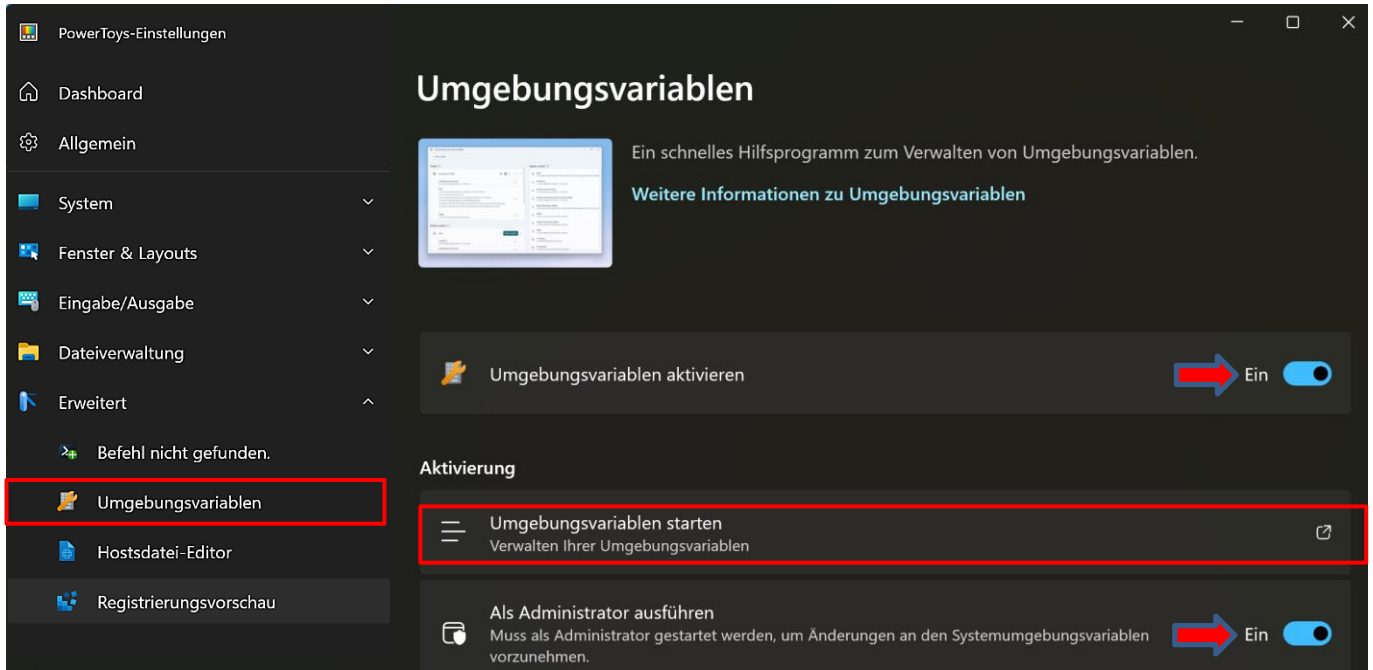 PowerToys-Einstellungen
Dashboard
Allgemein
System
Fenster & Layouts
Eingabe/Ausgabe
Dateiverwaltung
Erweitert
Befehl nicht gefunden.
Umgebungsvariablen
Hostsdatei-Editor
Registrierungsvorschau
Umgebungsvariablen
Ein schnelles Hilfsprogramm zum Verwalten von Umgebungsvariablen.
Weitere Informationen zu Umgebungsvariablen
Umgebungsvariablen aktivieren
Ein
Aktivierung
Umgebungsvariablen starten
Verwalten Ihrer Umgebungsvariablen
Als Administrator ausführen
Muss als Administrator gestartet werden, um Änderungen an den Systemumgebungsvariablen
vorzunehmen.
Ein